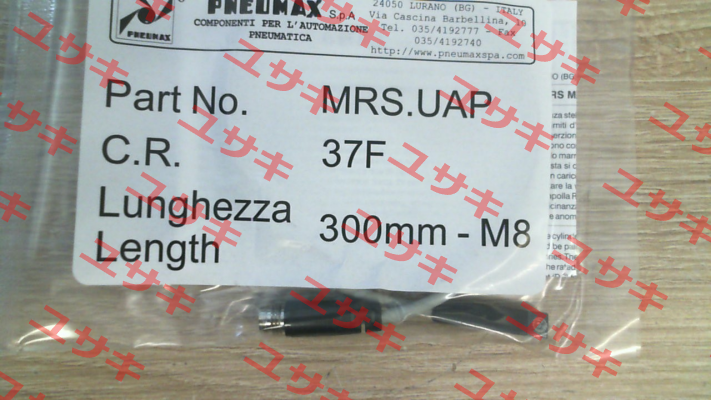 PNEUMAX S.p.A
COMPONENTI PER L'AUTOMAZIONE
PNEUMATICA
PNEUMAX
24050 LURANO (BG) - ITALY
Via Cascina Barbellina, 10
Tel. 035/4192777 - Fax
035/4192740
http://www.pneumaxspa.com
Part No. MRS.UAP
C.R. 37F
Lunghezza
Length 300mm - M8
ユサキ